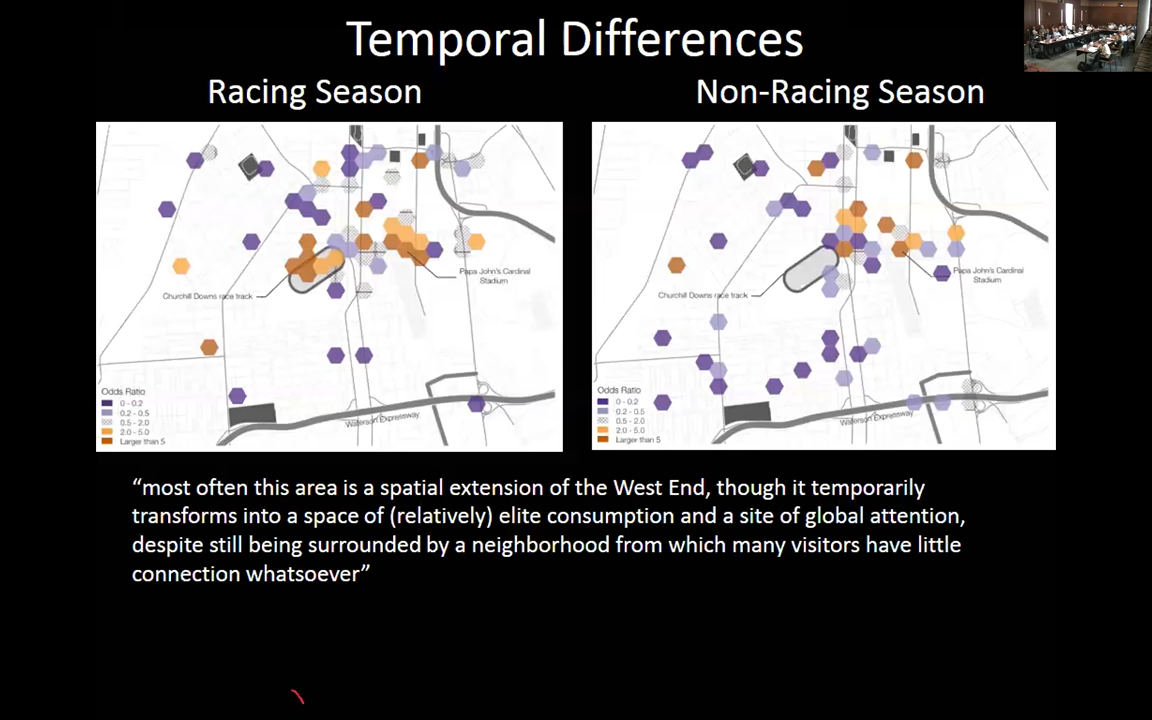 Temporal Differences
Racing Season
Non-Racing Season
Churchill Downs race track
Papa John's Cardinal
Stadium
Waterson Expressway
Odds Ratio
0 - 0.2
0.2 - 0.5
0.5 - 2.0
2.0 - 5.0
Larger than 5
Churchill Downs race track
Papa John's Cardinal
Stadium
Waterson Expressway
Odds Ratio
0 - 0.2
0.2 - 0.5
0.5 - 2.0
2.0 - 5.0
Larger than 5
“most often this area is a spatial extension of the West End, though it temporarily
transforms into a space of (relatively) elite consumption and a site of global attention,
despite still being surrounded by a neighborhood from which many visitors have little
connection whatsoever”